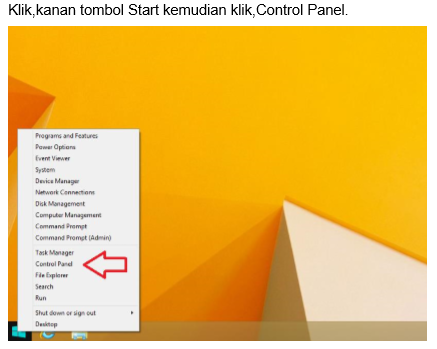 Klik,kanan tombol Start kemudian klik,Control Panel.
Programs and Features
Power Options
Event Viewer
System
Device Manager
Network Connections
Disk Management
Computer Management
Command Prompt
Command Prompt (Admin)
Task Manager
Control Panel
File Explorer
Search
Run
Shut down or sign out
Desktop